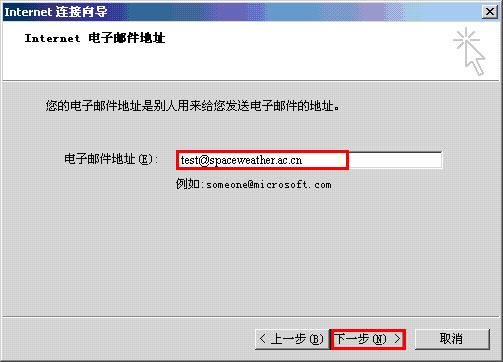 Internet 连接向导
Internet 电子邮件地址
您的电子邮件地址是别人用来给您发送电子邮件的地址。
电子邮件地址(E): test@spaceweather.ac.cn
例如:someone@microsoft.com
< 上一步(B) 下一步(N) > 取消